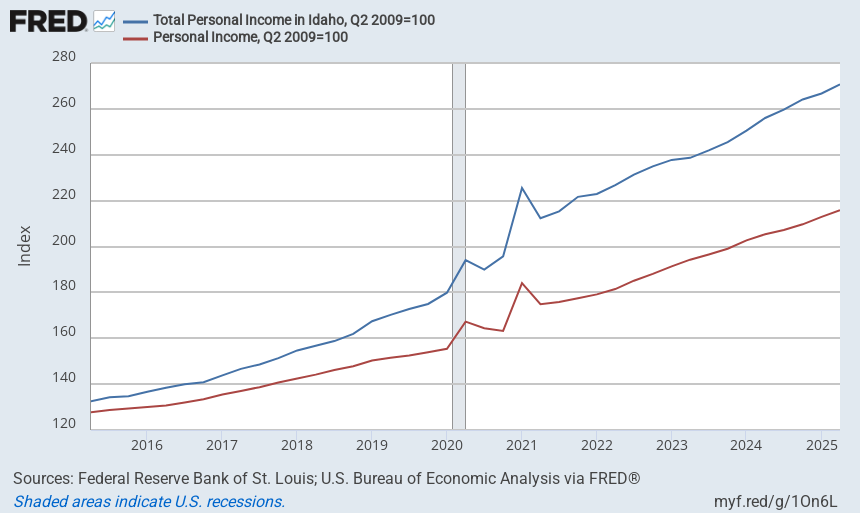 FRED
Total Personal Income in Idaho, Q2 2009=100
Personal Income, Q2 2009=100
280
260
240
220
200
180
160
140
120
Index
2016 2017 2018 2019 2020 2021 2022 2023 2024 2025
Sources: Federal Reserve Bank of St. Louis; U.S. Bureau of Economic Analysis via FRED®
Shaded areas indicate U.S. recessions.
myf.red/g/1On6L